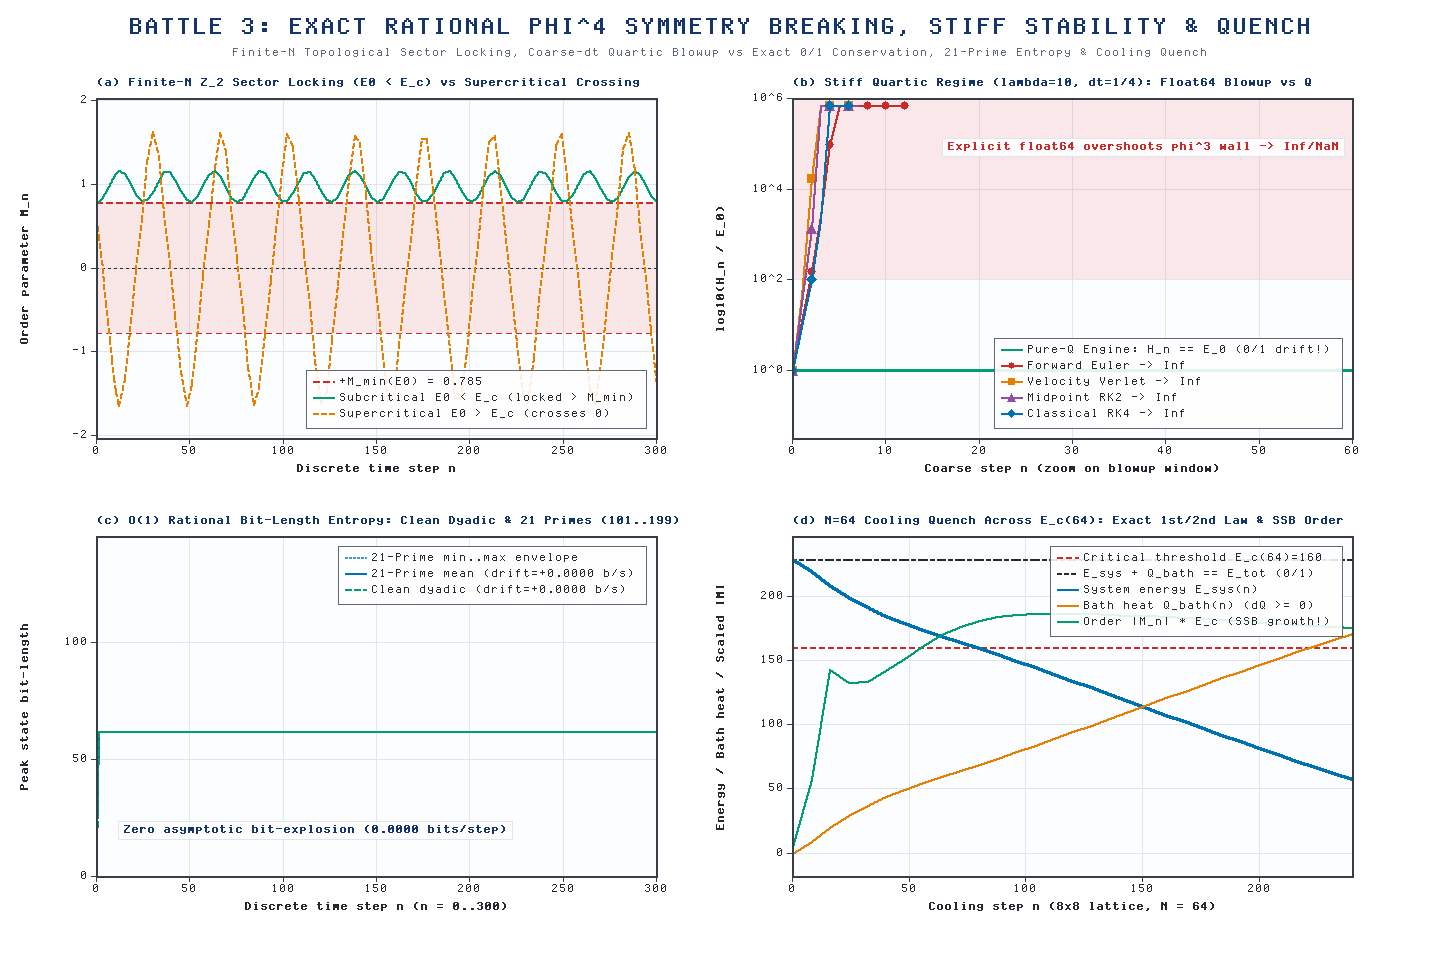 BATTLE 3: EXACT RATIONAL PHI^4 SYMMETRY BREAKING, STIFF STABILITY & QUENCH
Finite-N Topological Sector Locking, Coarse-dt Quartic Blowup vs Exact 0/1 Conservation, 21-Prime Entropy & Cooling Quench
(a) Finite-N Z_2 Sector Locking (E0 < E_c) vs Supercritical Crossing
Order parameter M_n
2
1
0
−1
−2
+M_min(E0) = 0.785
Subcritical E0 < E_c (locked > M_min)
Supercritical E0 > E_c (crosses 0)
0
50
100
150
200
250
300
Discrete time step n
(b) Stiff Quartic Regime (lambda=10, dt=1/4): Float64 Blowup vs Q
log10(H_n / E_0)
10^6
10^4
10^2
10^0
Explicit float64 overshoots phi^3 wall -> Inf/NaN
Pure-Q Engine: H_n == E_0 (0/1 drift!)
Forward Euler -> Inf
Velocity Verlet -> Inf
Midpoint RK2 -> Inf
Classical RK4 -> Inf
0
10
20
30
40
50
60
Coarse step n (zoom on blowup window)
(c) O(1) Rational Bit-Length Entropy: Clean Dyadic & 21 Primes (101..199)
Peak state bit-length
100
50
0
21-Prime min..max envelope
21-Prime mean (drift=+0.0000 b/s)
Clean dyadic (drift=+0.0000 b/s)
Zero asymptotic bit-explosion (0.0000 bits/step)
0
50
100
150
200
250
300
Discrete time step n (n = 0..300)
(d) N=64 Cooling Quench Across E_c(64): Exact 1st/2nd Law & SSB Order
Energy / Bath heat / Scaled |M|
200
150
100
50
0
Critical threshold E_c(64)=160
E_sys + Q_bath == E_tot (0/1)
System energy E_sys(n)
Bath heat Q_bath(n) (dQ >= 0)
Order |M_n| * E_c (SSB growth!)
0
50
100
150
200
Cooling step n (8x8 lattice, N = 64)